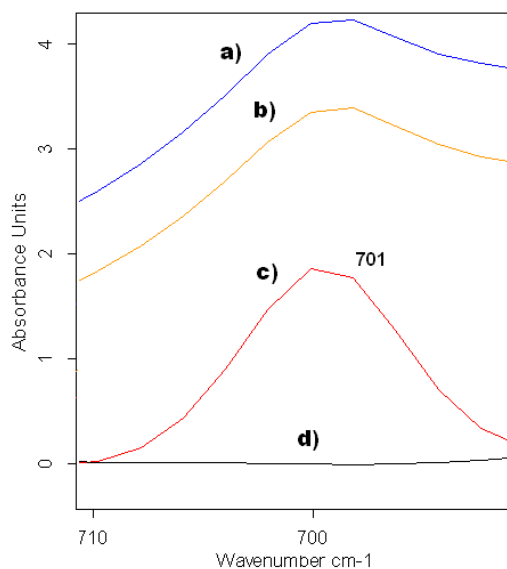 4
a)
b)
3
2
c)
701
Absorbance Units
1
d)
0
710
700
Wavenumber cm-1